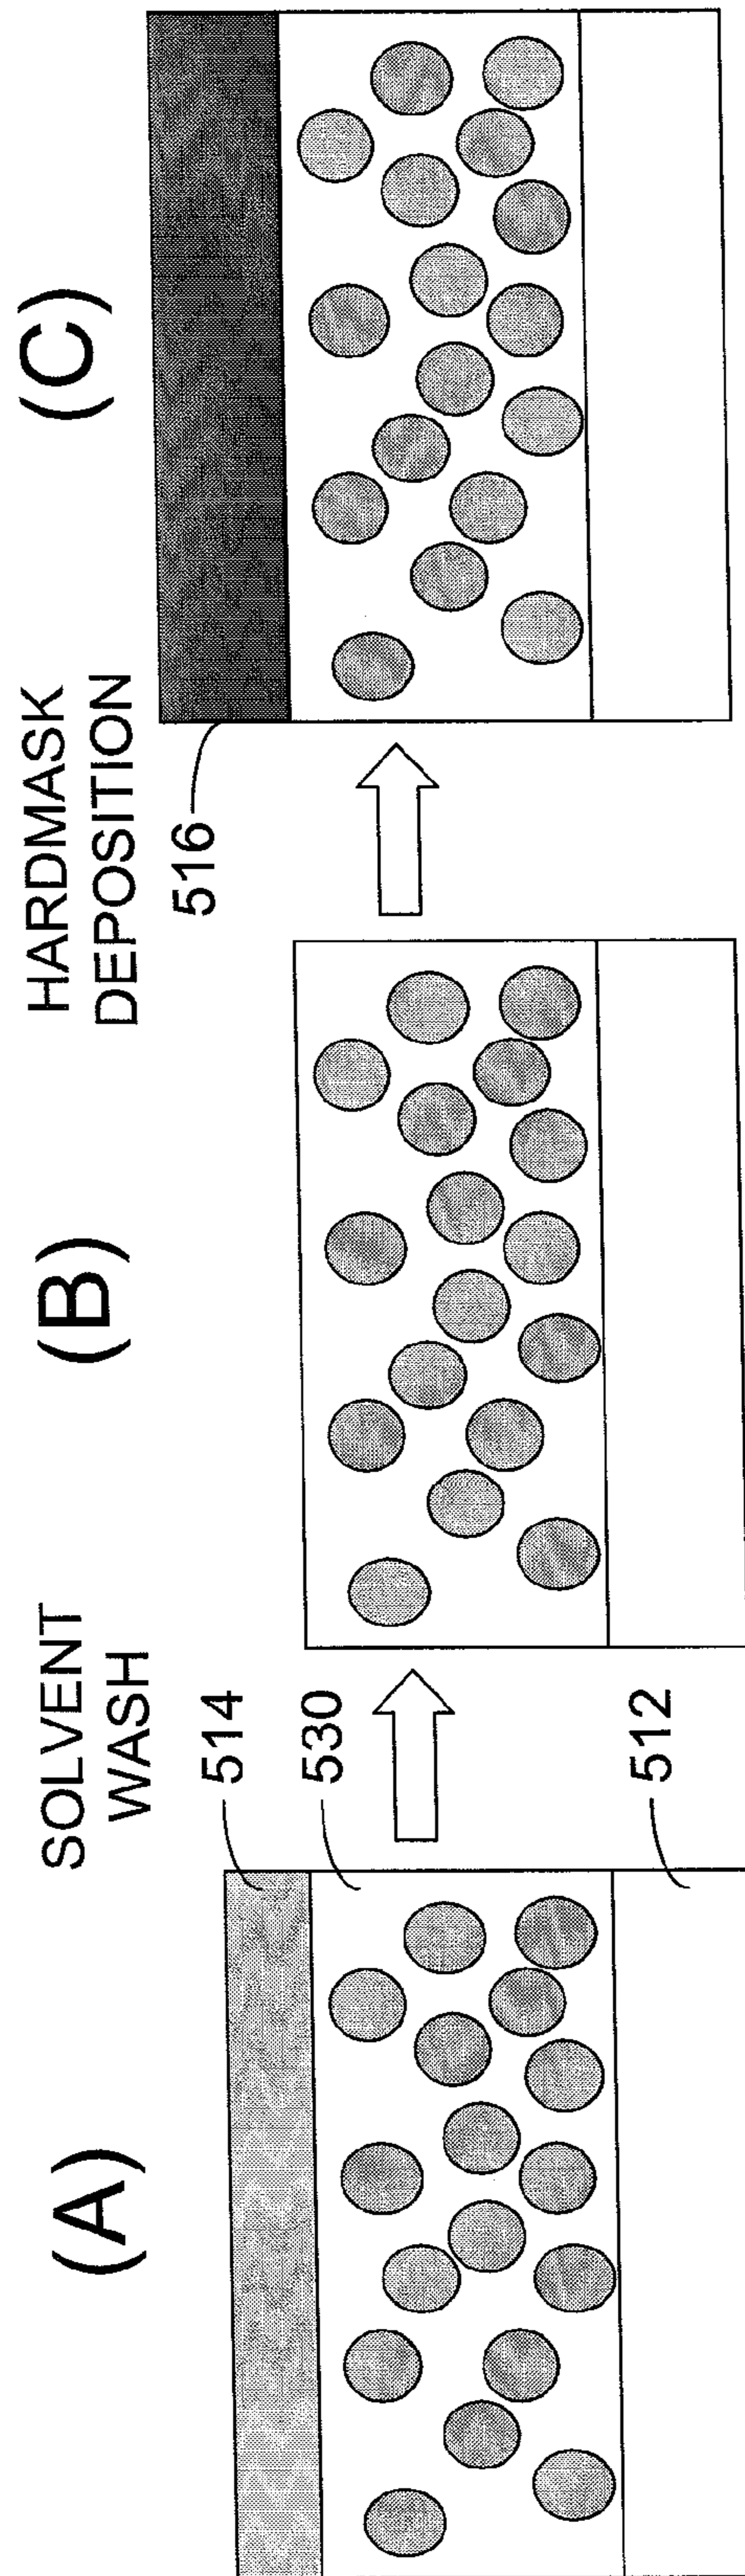 (A)
SOLVENT
WASH
514
530
512
(B)
HARDMASK
DEPOSITION
516
(C)